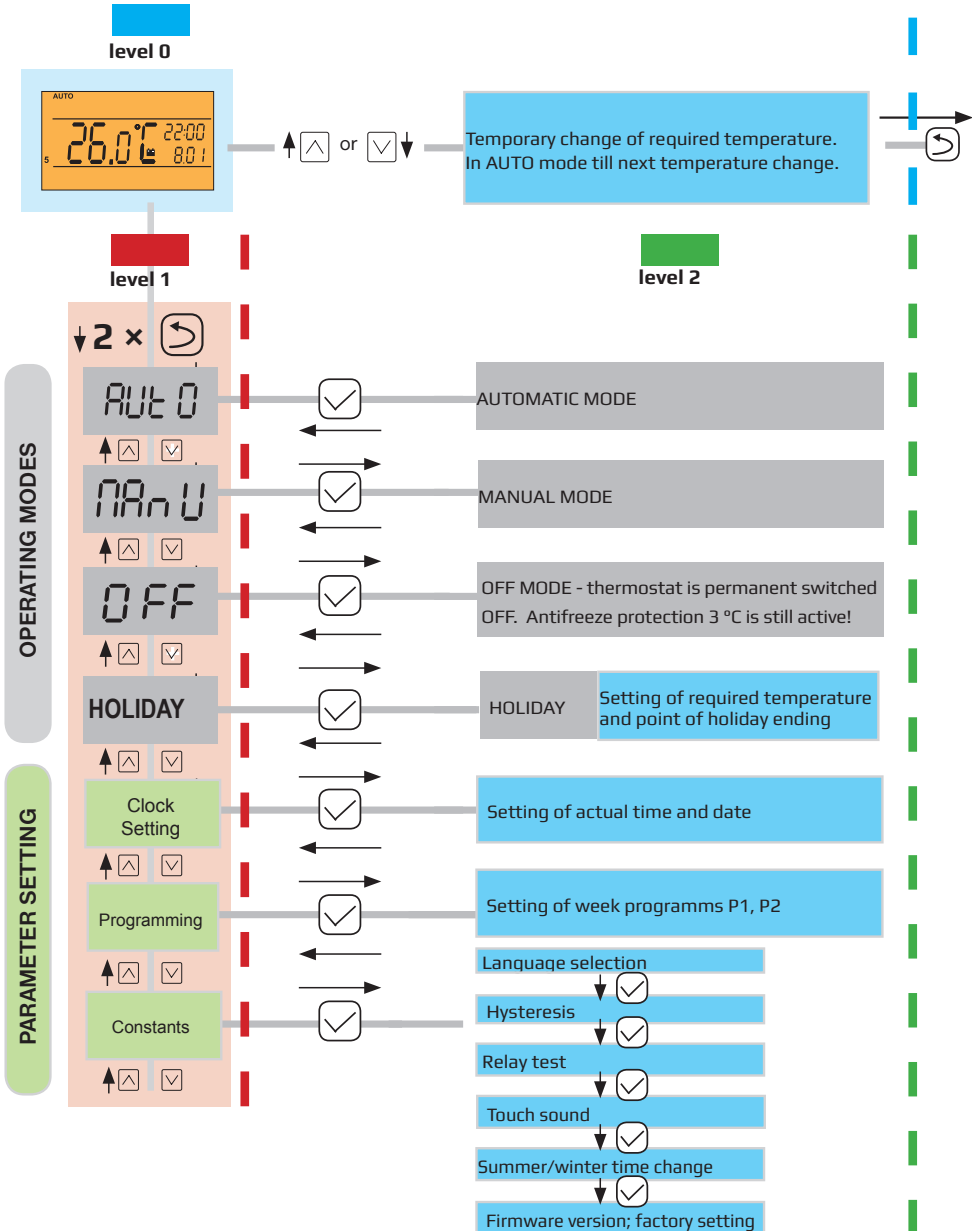 level 0
AUTO
26.0°C 22:00
5 8.01
or
Temporary change of required temperature.
In AUTO mode till next temperature change.
level 1
level 2
2 ×
OPERATING MODES
AUtO
AUTOMATIC MODE
MAnU
MANUAL MODE
OFF
OFF MODE - thermostat is permanent switched
OFF. Antifreeze protection 3 °C is still active!
HOLIDAY
HOLIDAY
Setting of required temperature
and point of holiday ending
PARAMETER SETTING
Clock
Setting
Setting of actual time and date
Programming
Setting of week programms P1, P2
Constants
Language selection
Hysteresis
Relay test
Touch sound
Summer/winter time change
Firmware version; factory setting